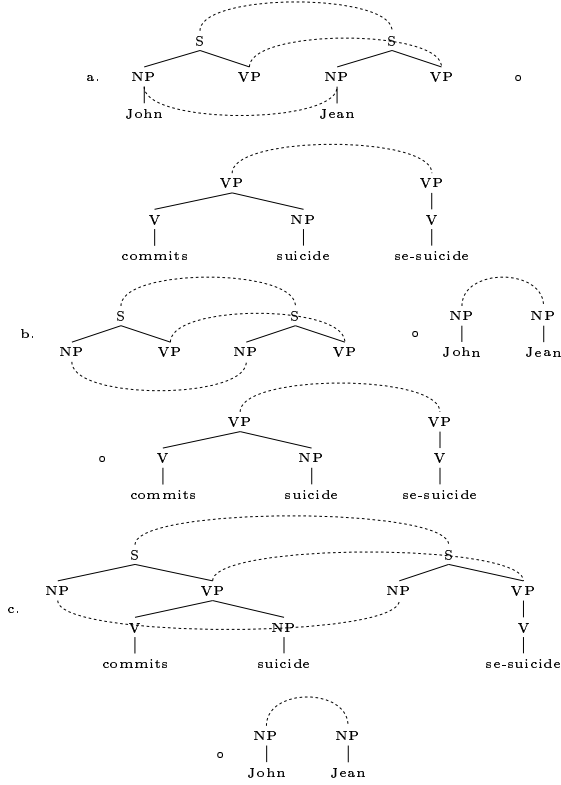 S S
a. NP VP NP VP ∘
John Jean
VP VP
V NP V
commits suicide se-suicide
S S NP NP
b. NP VP NP VP ∘ John Jean
VP VP
∘ V NP V
commits suicide se-suicide
S S
c. NP VP NP VP
V NP V
commits suicide se-suicide
NP NP
∘ John Jean